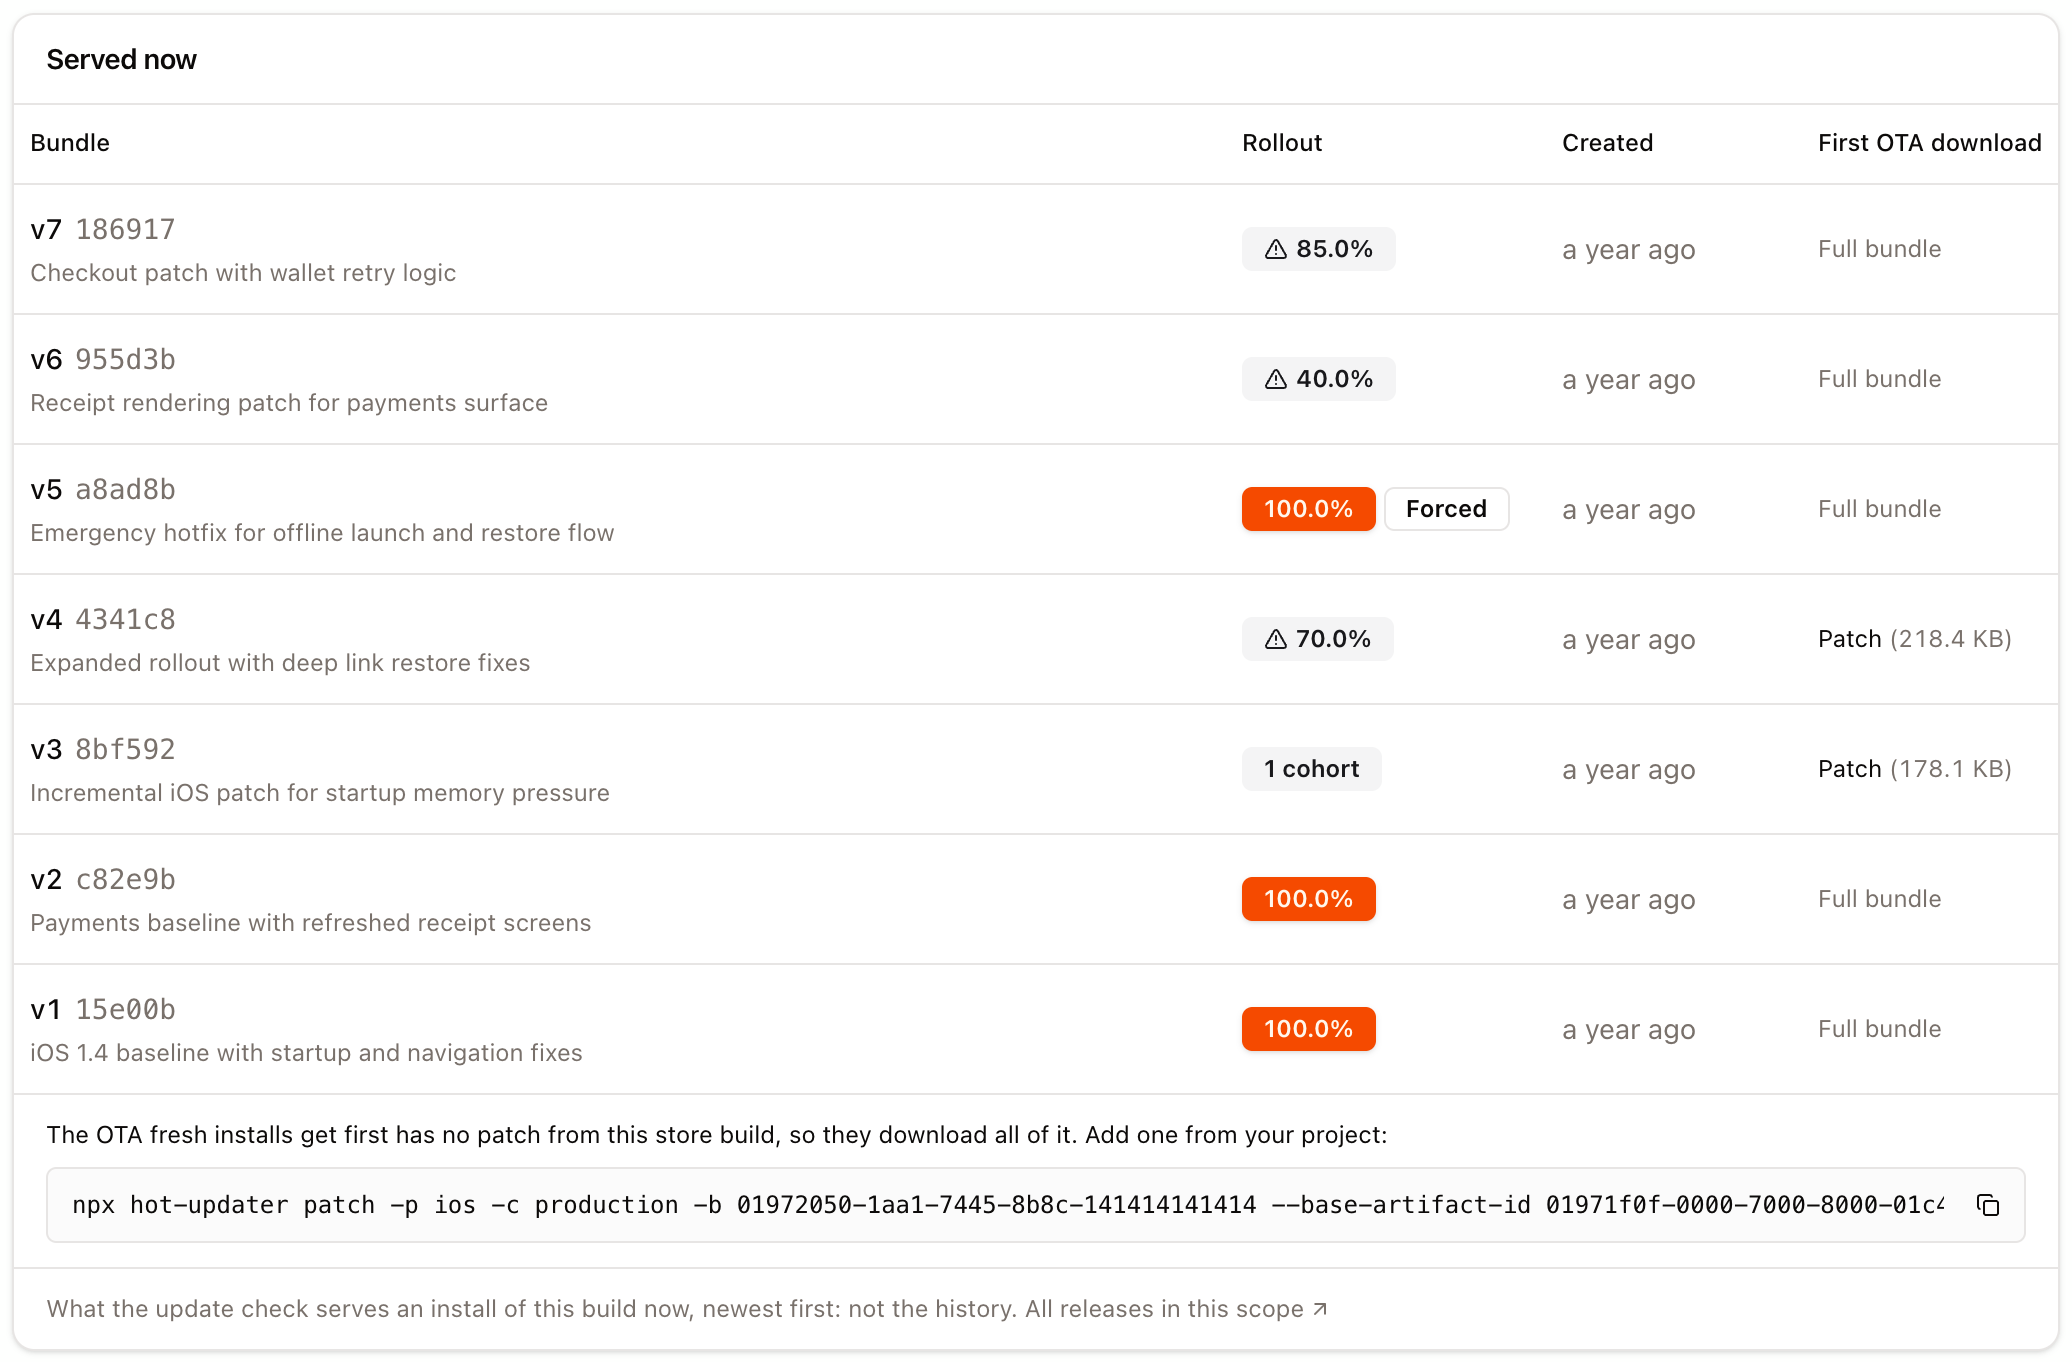 Served now
Bundle Rollout Created First OTA download
v7 186917
Checkout patch with wallet retry logic
85.0% a year ago Full bundle
v6 955d3b
Receipt rendering patch for payments surface
40.0% a year ago Full bundle
v5 a8ad8b
Emergency hotfix for offline launch and restore flow
100.0% Forced a year ago Full bundle
v4 4341c8
Expanded rollout with deep link restore fixes
70.0% a year ago Patch (218.4 KB)
v3 8bf592
Incremental iOS patch for startup memory pressure
1 cohort a year ago Patch (178.1 KB)
v2 c82e9b
Payments baseline with refreshed receipt screens
100.0% a year ago Full bundle
v1 15e00b
iOS 1.4 baseline with startup and navigation fixes
100.0% a year ago Full bundle
The OTA fresh installs get first has no patch from this store build, so they download all of it. Add one from your project:
npx hot-updater patch -p ios -c production -b 01972050-1aa1-7445-8b8c-141414141414 --base-artifact-id 01971f0f-0000-7000-8000-01c4
What the update check serves an install of this build now, newest first: not the history. All releases in this scope ↗